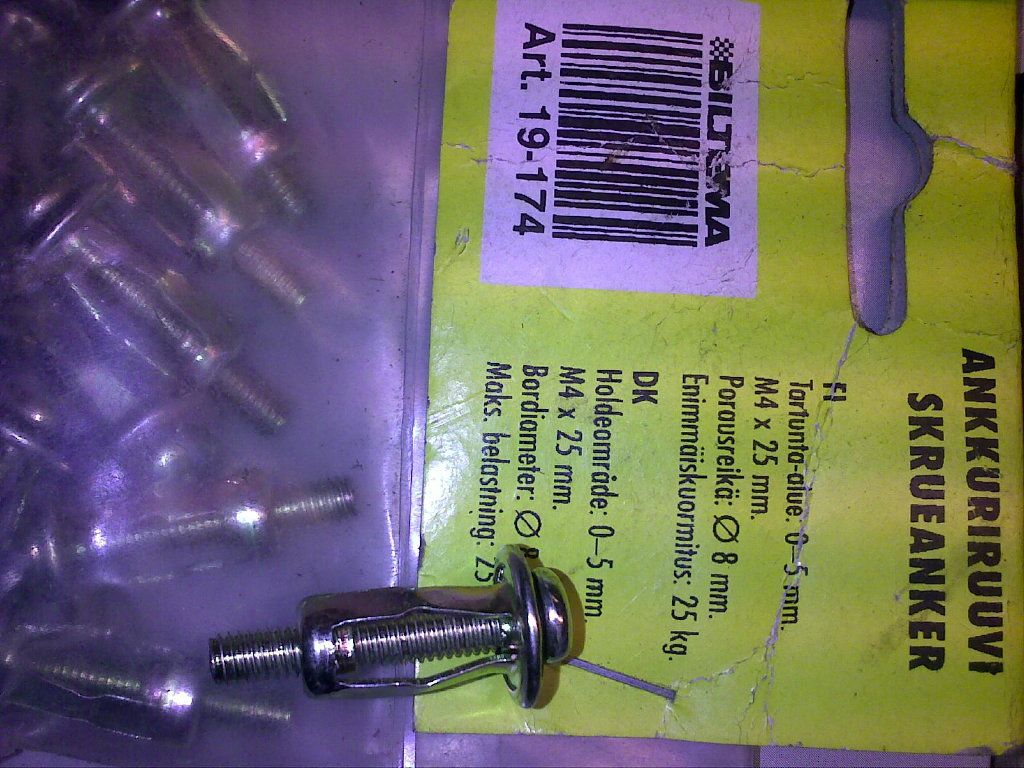 BILTEMA
Art. 19-174
ANKKURIRUUVI
SKRUEANKER
FI
Tartunta-alue: 0–5 mm.
M4 x 25 mm.
Porausreikä: Ø 8 mm.
Enimmäiskuormitus: 25 kg.
DK
Holdeområde: 0–5 mm
M4 x 25 mm.
Bordiameter: Ø
Maks. belastning: 25